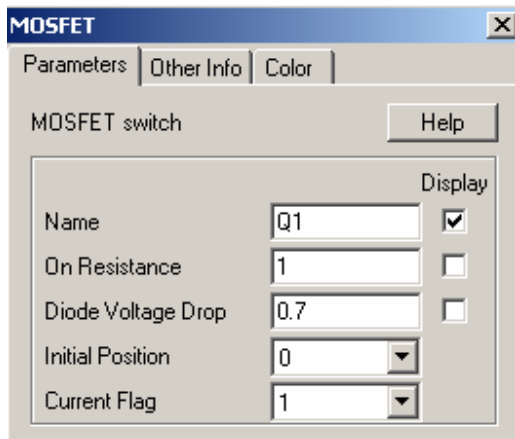 MOSFET
Parameters Other Info Color
MOSFET switch Help
Display
Name Q1
On Resistance 1
Diode Voltage Drop 0.7
Initial Position 0
Current Flag 1